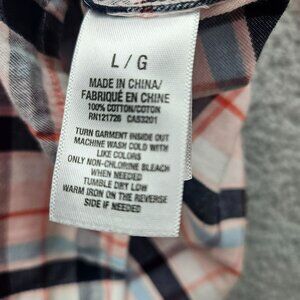 L / G
MADE IN CHINA/
FABRIQUÉ EN CHINE
100% COTTON/COTON
RN121726 CA53201
TURN GARMENT INSIDE OUT
MACHINE WASH COLD WITH
LIKE COLORS
ONLY NON-CHLORINE BLEACH
WHEN NEEDED
TUMBLE DRY LOW
WARM IRON ON THE REVERSE
SIDE IF NEEDED